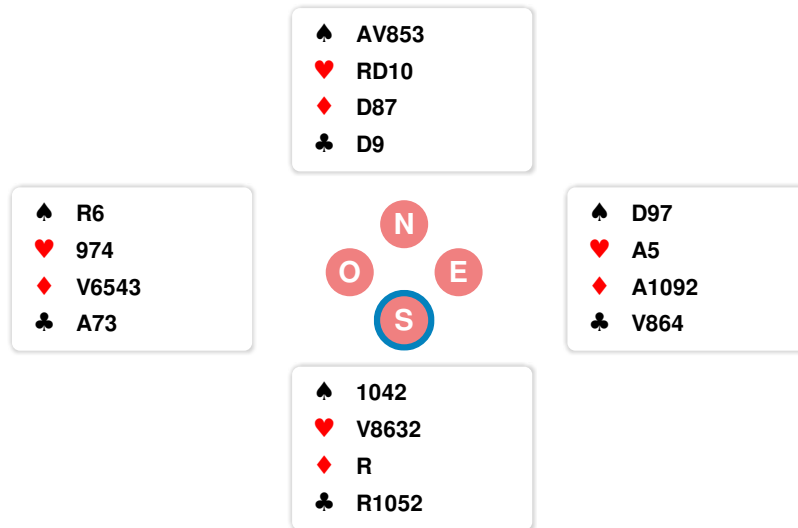 ♠ AV853
♥ RD10
♦ D87
♣ D9
♠ R6
♥ 974
♦ V6543
♣ A73
N
O E
S
♠ D97
♥ A5
♦ A1092
♣ V864
♠ 1042
♥ V8632
♦ R
♣ R1052